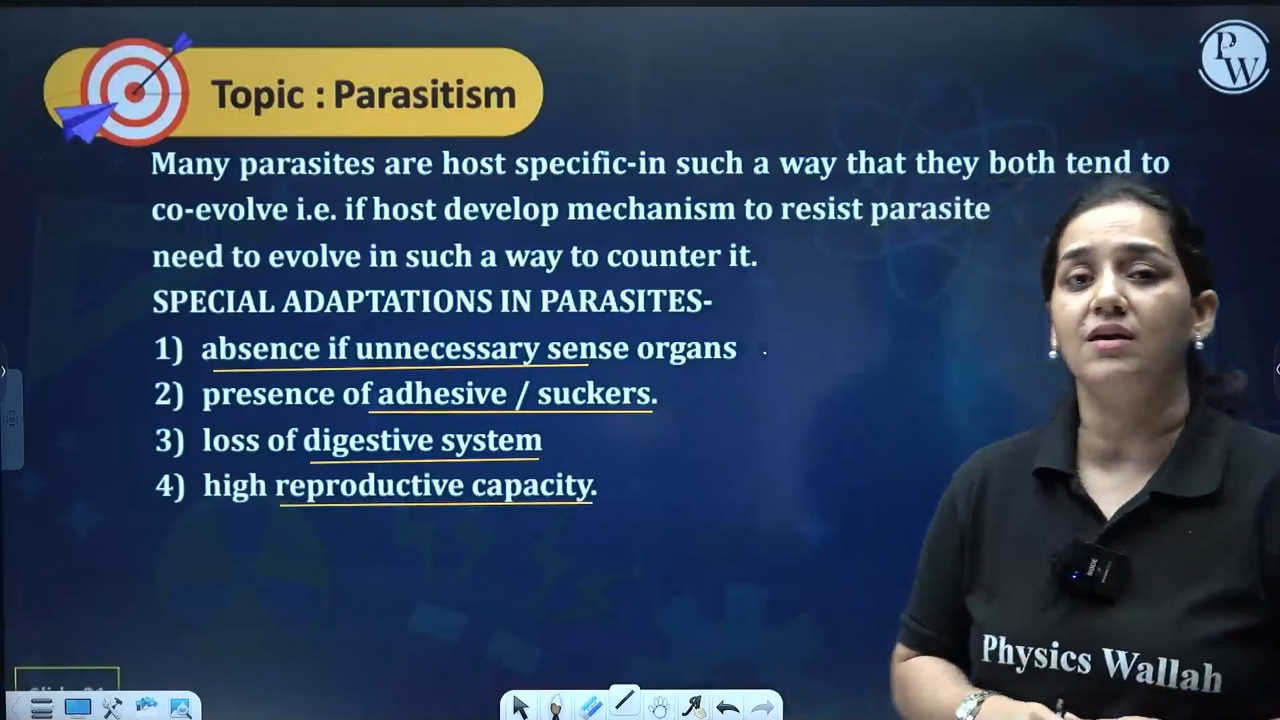 PW
Topic : Parasitism
Many parasites are host specific-in such a way that they both tend to
co-evolve i.e. if host develop mechanism to resist parasite
need to evolve in such a way to counter it.
SPECIAL ADAPTATIONS IN PARASITES-
1) absence if unnecessary sense organs
2) presence of adhesive / suckers.
3) loss of digestive system
4) high reproductive capacity.
Physics Wallah